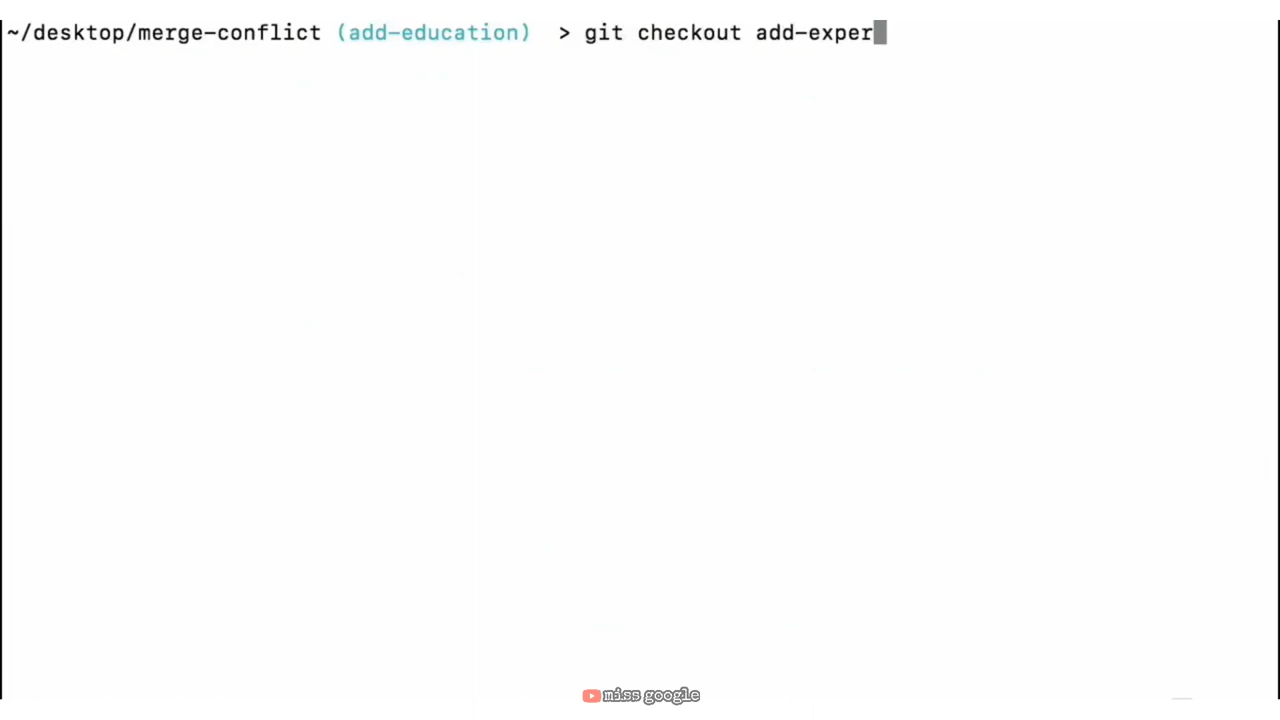 ~/desktop/merge-conflict (add-education) > git checkout add-exper
miss google